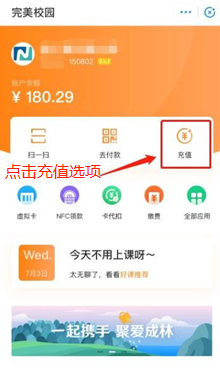 完美校园
150802
账户余额
¥ 180.29
扫一扫
去付款
充值
点击充值选项
虚拟卡
NFC领款
卡代扣
缴费
全部应用
Wed.
7月3日
今天不用上课呀～
太无聊了，看看好课推荐
一起携手 聚爱成林